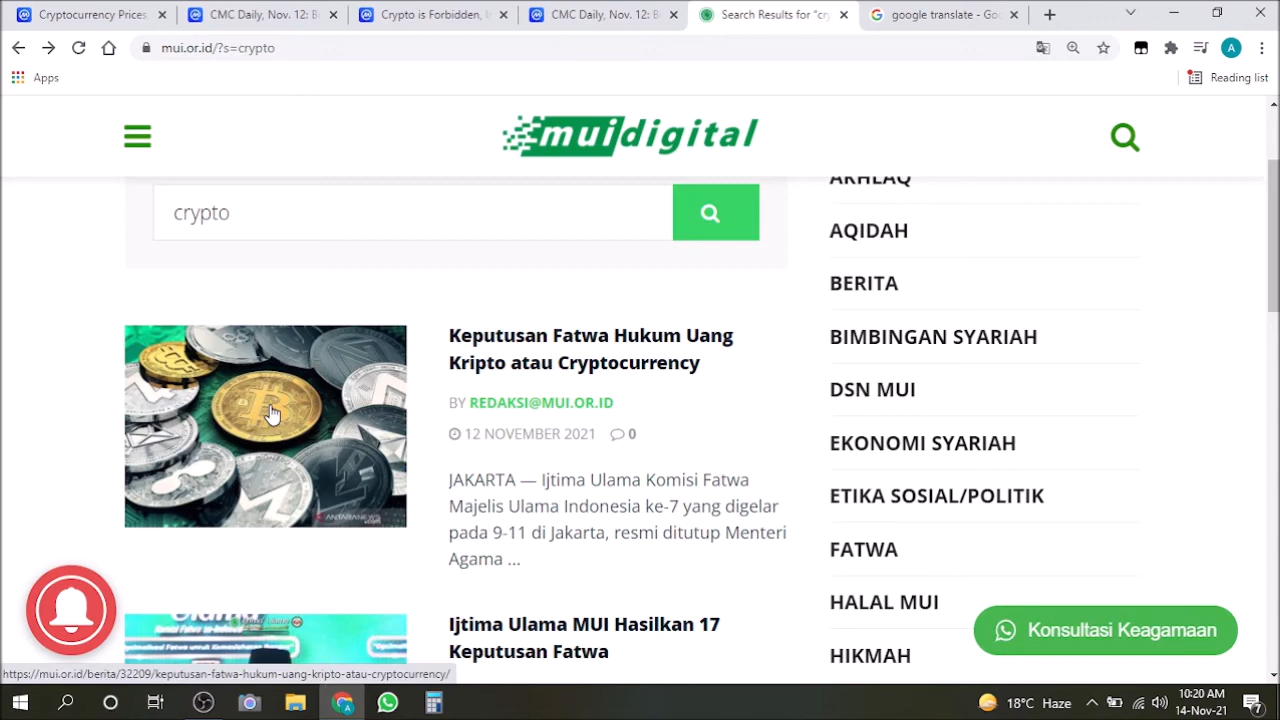 Cryptocurrency Prices,
CMC Daily, Nov. 12: B
Crypto is Forbidden, I
CMC Daily, Nov. 12: B
Search Results for "cr
google translate - Goo
mui.or.id/?s=crypto
A
Apps
Reading list
muidigital
crypto
Keputusan Fatwa Hukum Uang
Kripto atau Cryptocurrency
BY REDAKSI@MUI.OR.ID
12 NOVEMBER 2021 0
JAKARTA — Ijtima Ulama Komisi Fatwa
Majelis Ulama Indonesia ke-7 yang digelar
pada 9-11 di Jakarta, resmi ditutup Menteri
Agama ...
ANTARANEWS
Ijtima Ulama MUI Hasilkan 17
Keputusan Fatwa
AKHLAQ
AQIDAH
BERITA
BIMBINGAN SYARIAH
DSN MUI
EKONOMI SYARIAH
ETIKA SOSIAL/POLITIK
FATWA
HALAL MUI
HIKMAH
Konsultasi Keagamaan
https://mui.or.id/berita/32209/keputusan-fatwa-hukum-uang-kripto-atau-cryptocurrency/
18°C Haze
10:20 AM
14-Nov-21
7